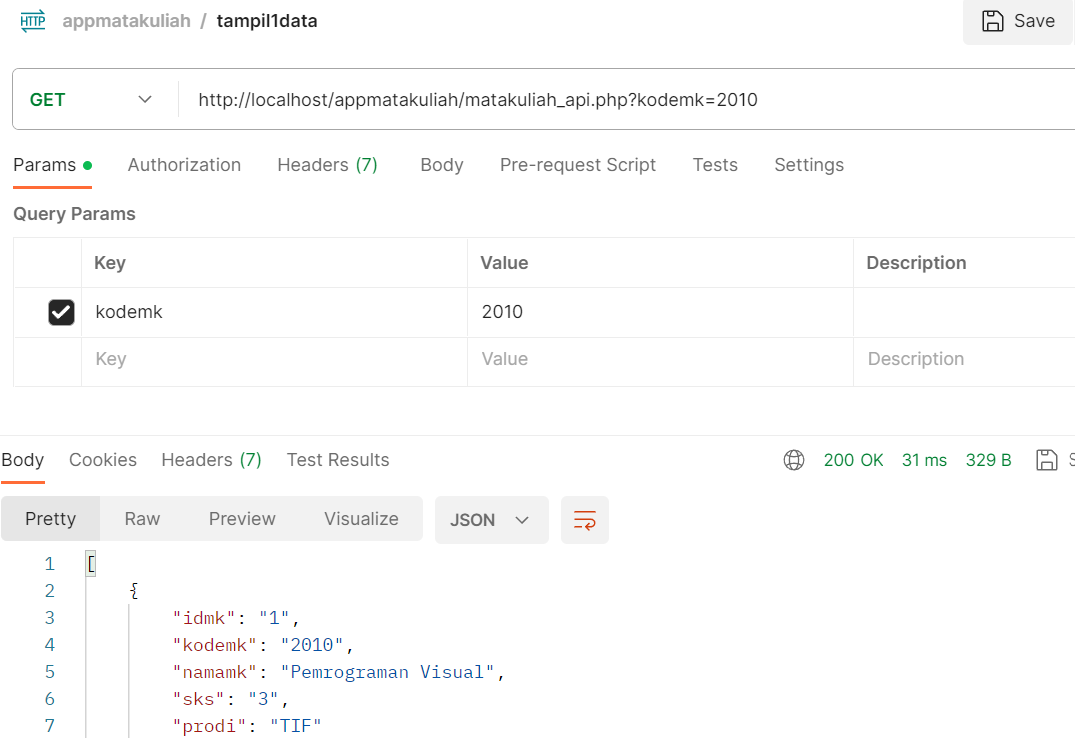 HTTP appmatakuliah / tampil1data Save
GET http://localhost/appmatakuliah/matakuliah_api.php?kodemk=2010
Params Authorization Headers (7) Body Pre-request Script Tests Settings
Query Params
Key Value Description
kodemk 2010
Key Value Description
Body Cookies Headers (7) Test Results 200 OK 31 ms 329 B S
Pretty Raw Preview Visualize JSON
1 [
2 {
3 "idmk": "1",
4 "kodemk": "2010",
5 "namamk": "Pemrograman Visual",
6 "sks": "3",
7 "prodi": "TIF"